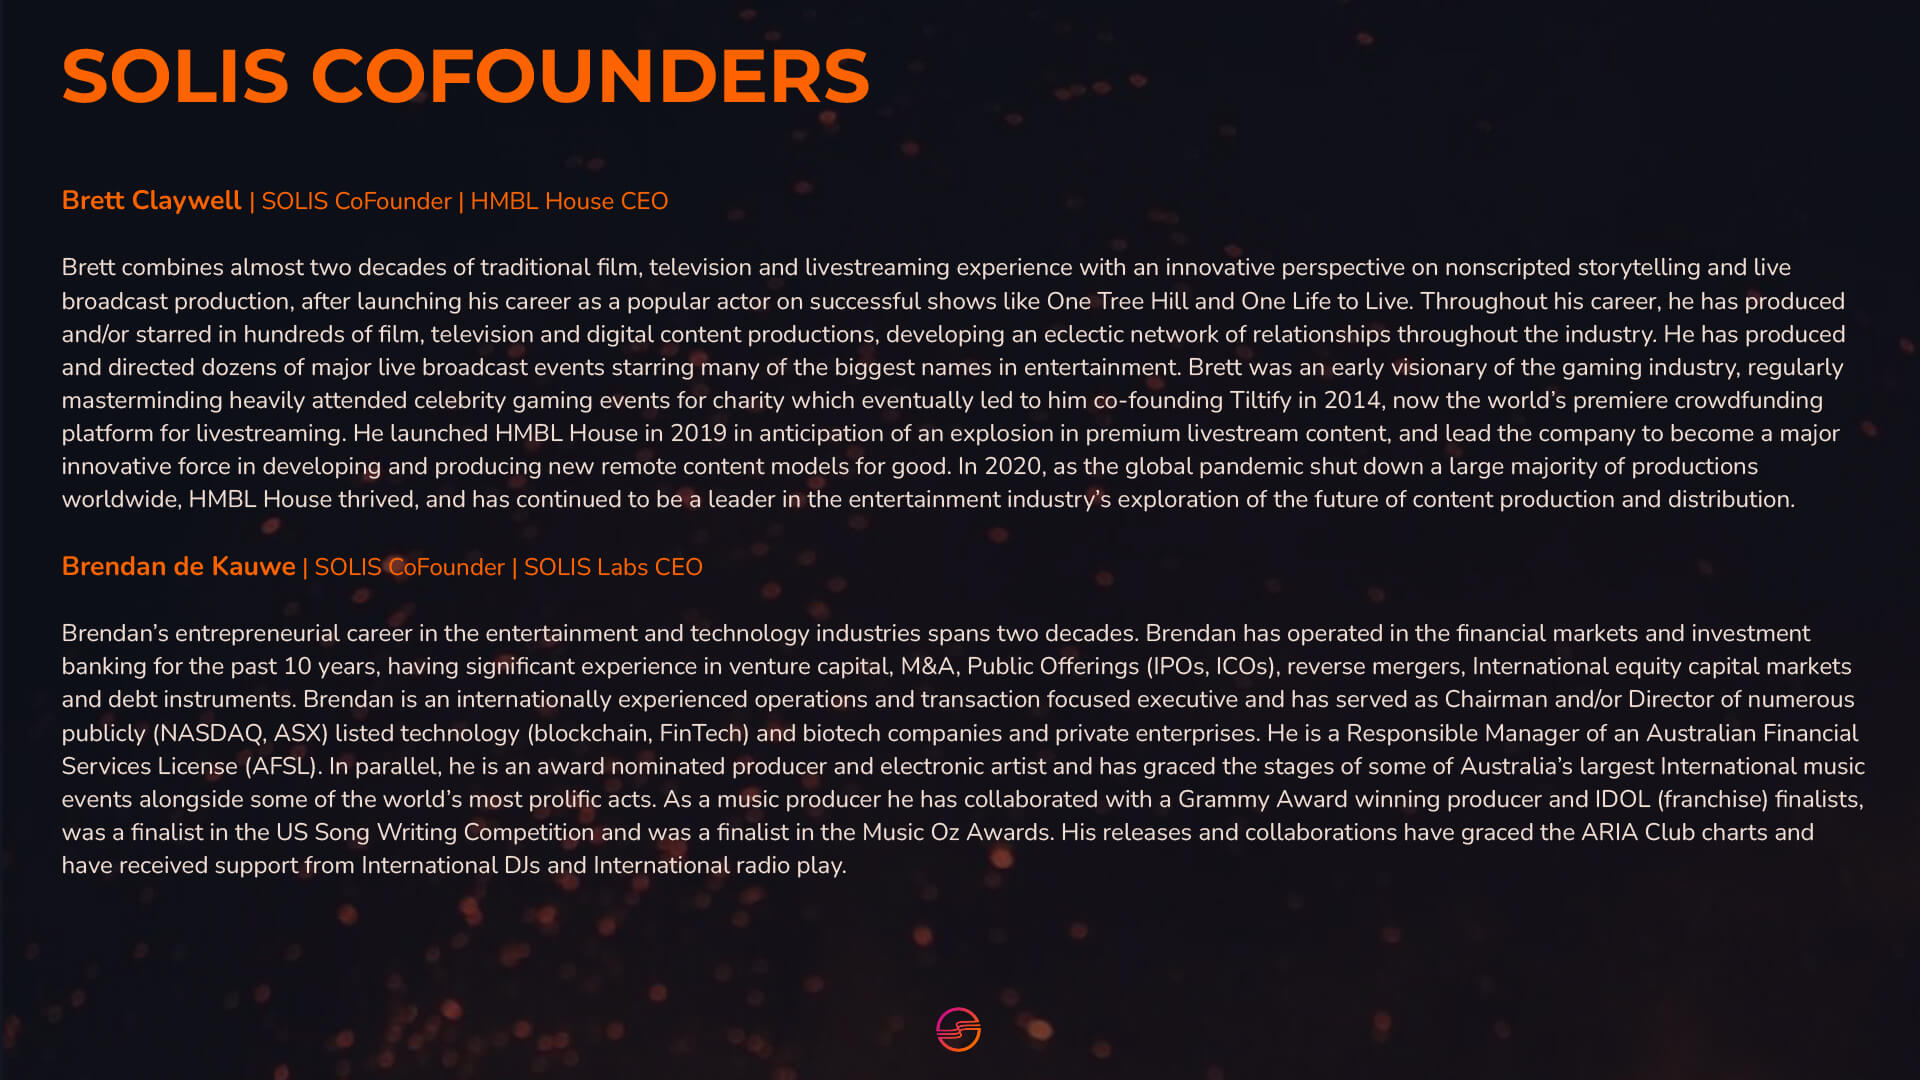 SOLIS COFOUNDERS
Brett Claywell | SOLIS CoFounder | HMBL House CEO
Brett combines almost two decades of traditional film, television and livestreaming experience with an innovative perspective on nonscripted storytelling and live
broadcast production, after launching his career as a popular actor on successful shows like One Tree Hill and One Life to Live. Throughout his career, he has produced
and/or starred in hundreds of film, television and digital content productions, developing an eclectic network of relationships throughout the industry. He has produced
and directed dozens of major live broadcast events starring many of the biggest names in entertainment. Brett was an early visionary of the gaming industry, regularly
masterminding heavily attended celebrity gaming events for charity which eventually led to him co-founding Tiltify in 2014, now the world’s premiere crowdfunding
platform for livestreaming. He launched HMBL House in 2019 in anticipation of an explosion in premium livestream content, and lead the company to become a major
innovative force in developing and producing new remote content models for good. In 2020, as the global pandemic shut down a large majority of productions
worldwide, HMBL House thrived, and has continued to be a leader in the entertainment industry’s exploration of the future of content production and distribution.
Brendan de Kauwe | SOLIS CoFounder | SOLIS Labs CEO
Brendan’s entrepreneurial career in the entertainment and technology industries spans two decades. Brendan has operated in the financial markets and investment
banking for the past 10 years, having significant experience in venture capital, M&A, Public Offerings (IPOs, ICOs), reverse mergers, International equity capital markets
and debt instruments. Brendan is an internationally experienced operations and transaction focused executive and has served as Chairman and/or Director of numerous
publicly (NASDAQ, ASX) listed technology (blockchain, FinTech) and biotech companies and private enterprises. He is a Responsible Manager of an Australian Financial
Services License (AFSL). In parallel, he is an award nominated producer and electronic artist and has graced the stages of some of Australia’s largest International music
events alongside some of the world’s most prolific acts. As a music producer he has collaborated with a Grammy Award winning producer and IDOL (franchise) finalists,
was a finalist in the US Song Writing Competition and was a finalist in the Music Oz Awards. His releases and collaborations have graced the ARIA Club charts and
have received support from International DJs and International radio play.